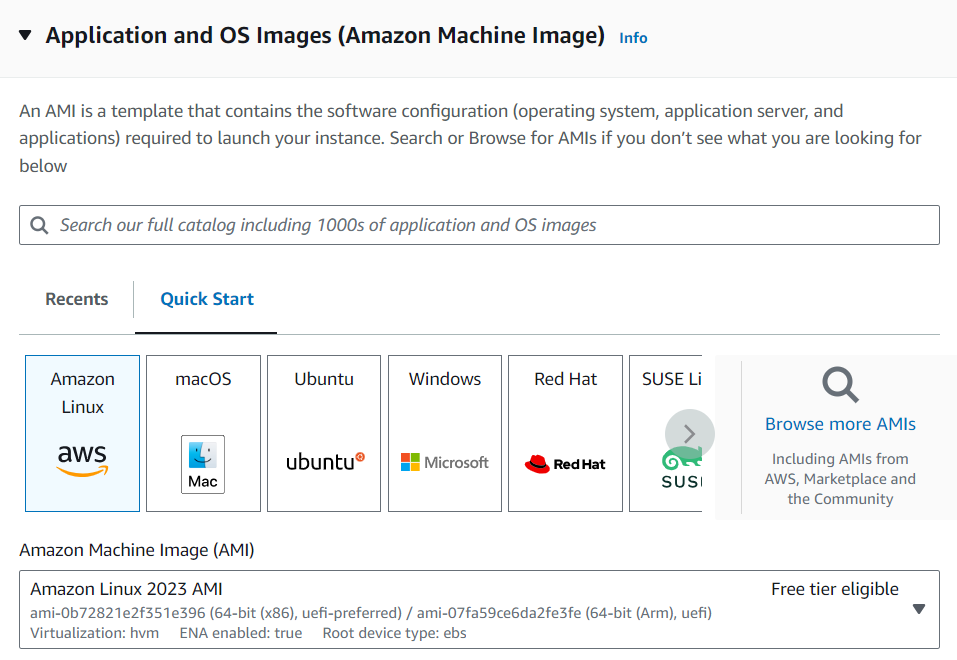 Application and OS Images (Amazon Machine Image) Info
An AMI is a template that contains the software configuration (operating system, application server, and
applications) required to launch your instance. Search or Browse for AMIs if you don’t see what you are looking for
below
Search our full catalog including 1000s of application and OS images
Recents Quick Start
Amazon
Linux
aws
macOS
Mac
Ubuntu
ubuntu
Windows
Microsoft
Red Hat
Red Hat
SUSE Li
SUS
Browse more AMIs
Including AMIs from
AWS, Marketplace and
the Community
Amazon Machine Image (AMI)
Amazon Linux 2023 AMI Free tier eligible
ami-0b72821e2f351e396 (64-bit (x86), uefi-preferred) / ami-07fa59ce6da2fe3fe (64-bit (Arm), uefi)
Virtualization: hvm ENA enabled: true Root device type: ebs